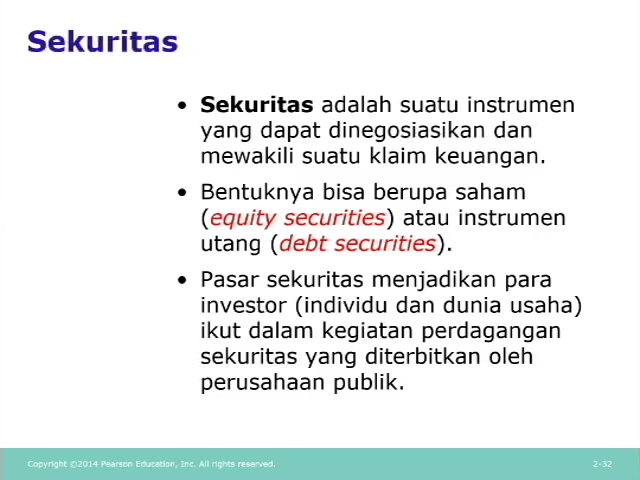 Sekuritas
• Sekuritas adalah suatu instrumen
yang dapat dinegosiasikan dan
mewakili suatu klaim keuangan.
• Bentuknya bisa berupa saham
(equity securities) atau instrumen
utang (debt securities).
• Pasar sekuritas menjadikan para
investor (individu dan dunia usaha)
ikut dalam kegiatan perdagangan
sekuritas yang diterbitkan oleh
perusahaan publik.
Copyright ©2014 Pearson Education, Inc. All rights reserved.
2-32